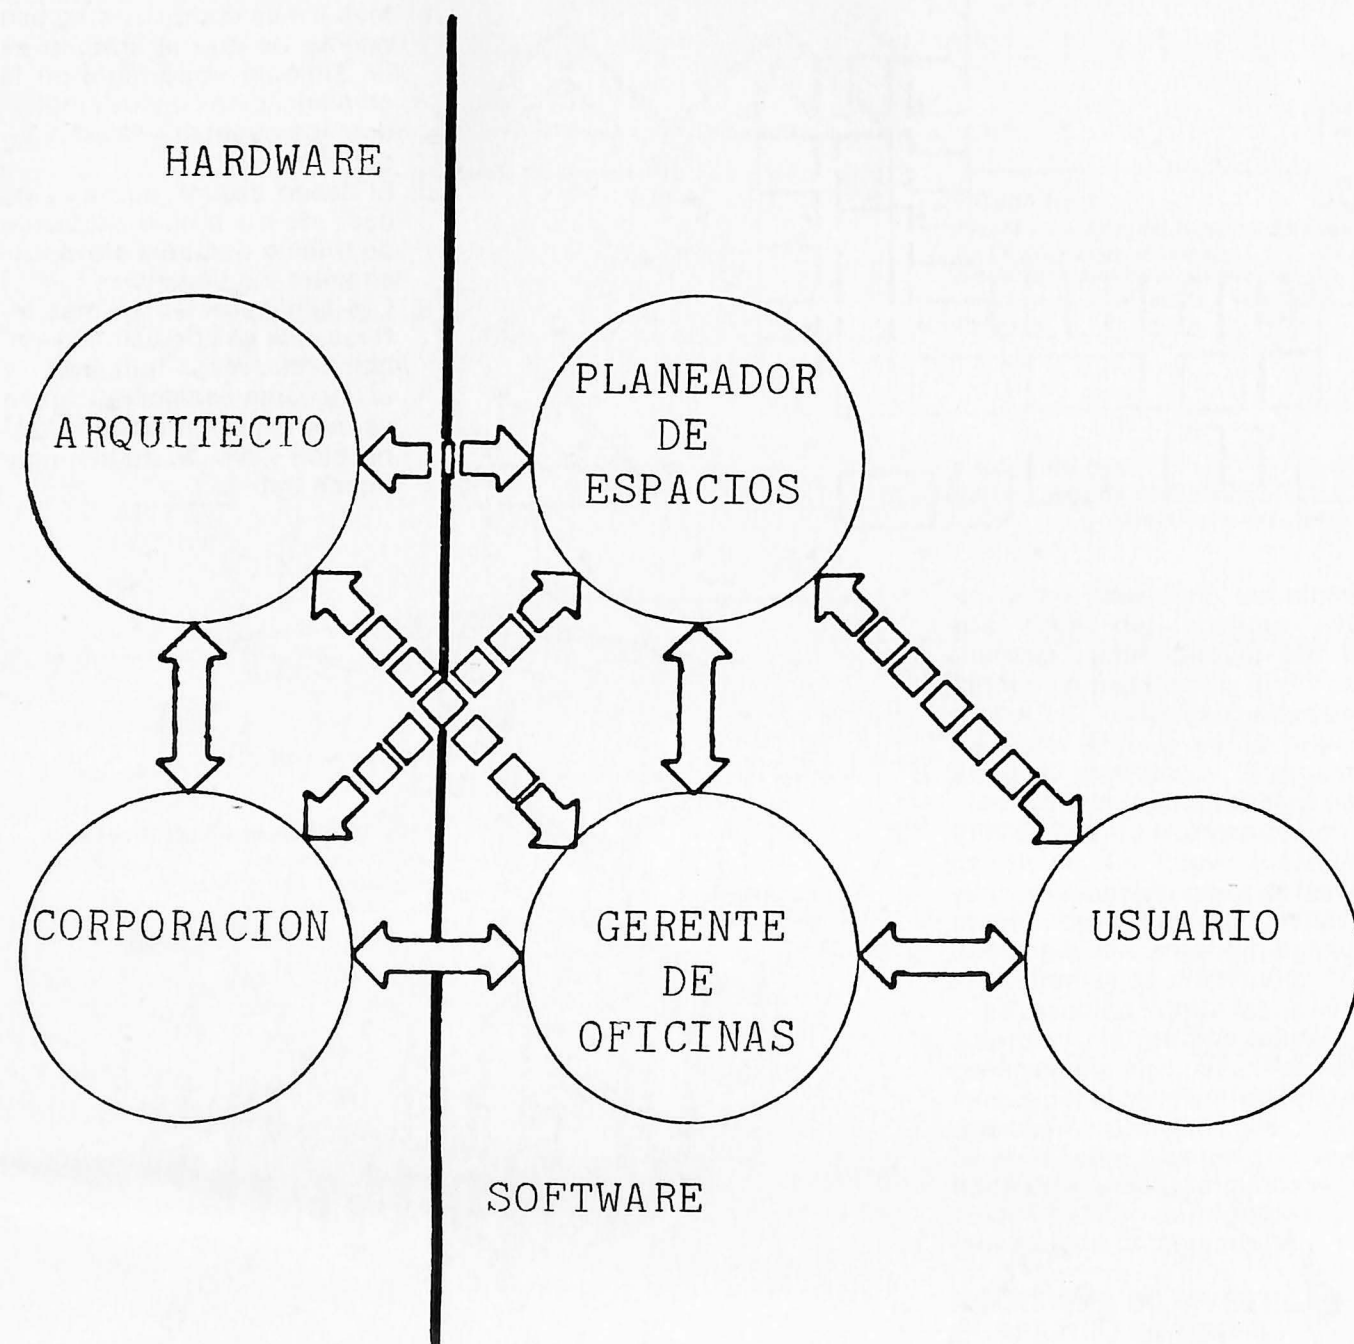 HARDWARE
ARQUITECTO
PLANEADOR
DE
ESPACIOS
CORPORACION
GERENTE
DE
OFICINAS
USUARIO
SOFTWARE